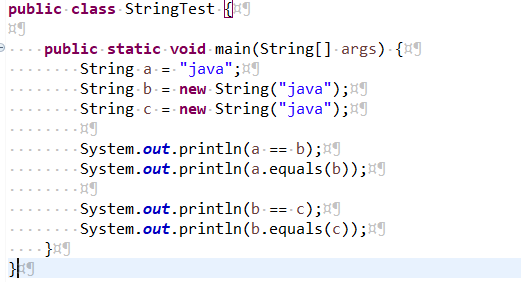 public class StringTest {

    public static void main(String[] args) {
        String a = "java";
        String b = new String("java");
        String c = new String("java");
        
        System.out.println(a == b);
        System.out.println(a.equals(b));
        
        System.out.println(b == c);
        System.out.println(b.equals(c));
    }
}